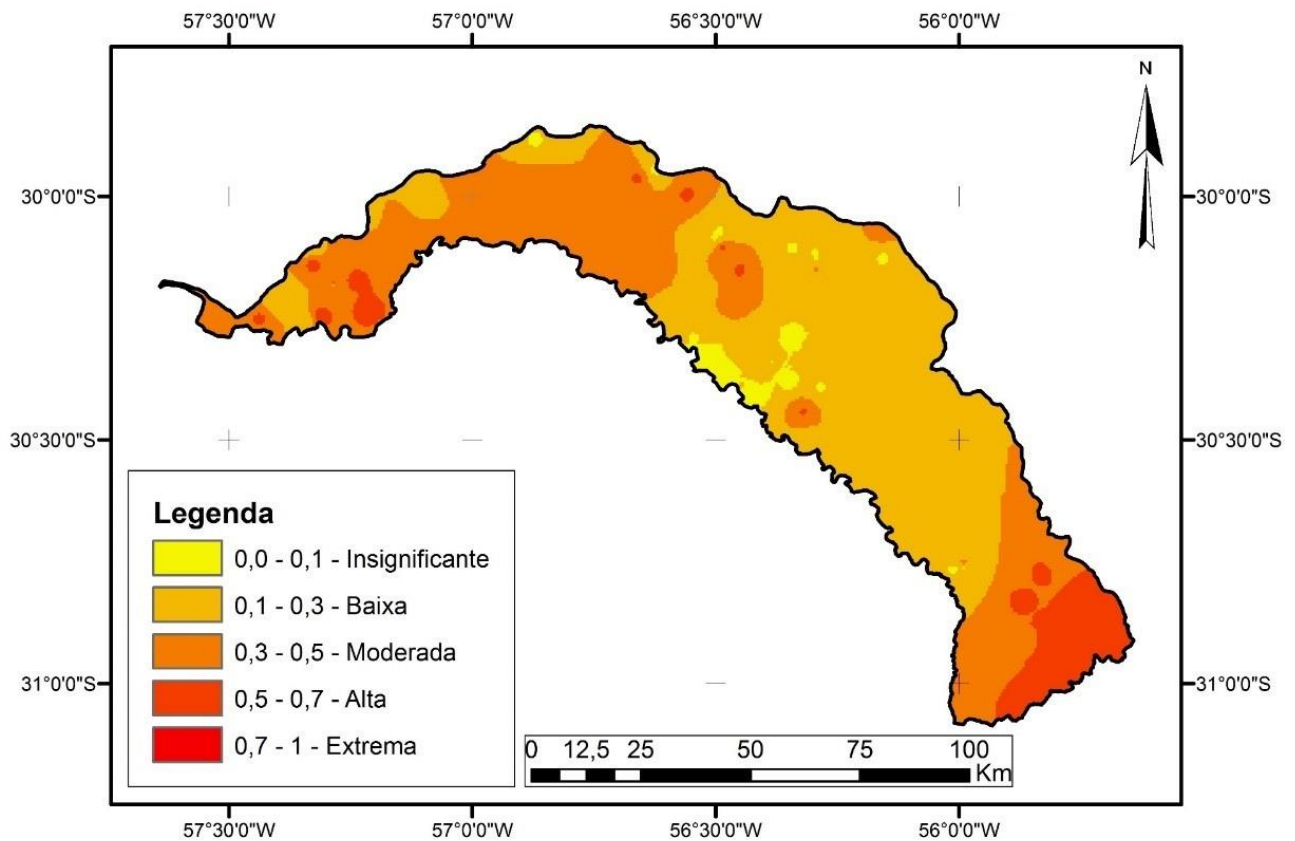 57°30'0"W 57°0'0"W 56°30'0"W 56°0'0"W
N
30°0'0"S 30°0'0"S
30°30'0"S 30°30'0"S
Legenda
0,0 - 0,1 - Insignificante
0,1 - 0,3 - Baixa
0,3 - 0,5 - Moderada
0,5 - 0,7 - Alta
0,7 - 1 - Extrema
31°0'0"S 31°0'0"S
0 12,5 25 50 75 100
Km
57°30'0"W 57°0'0"W 56°30'0"W 56°0'0"W